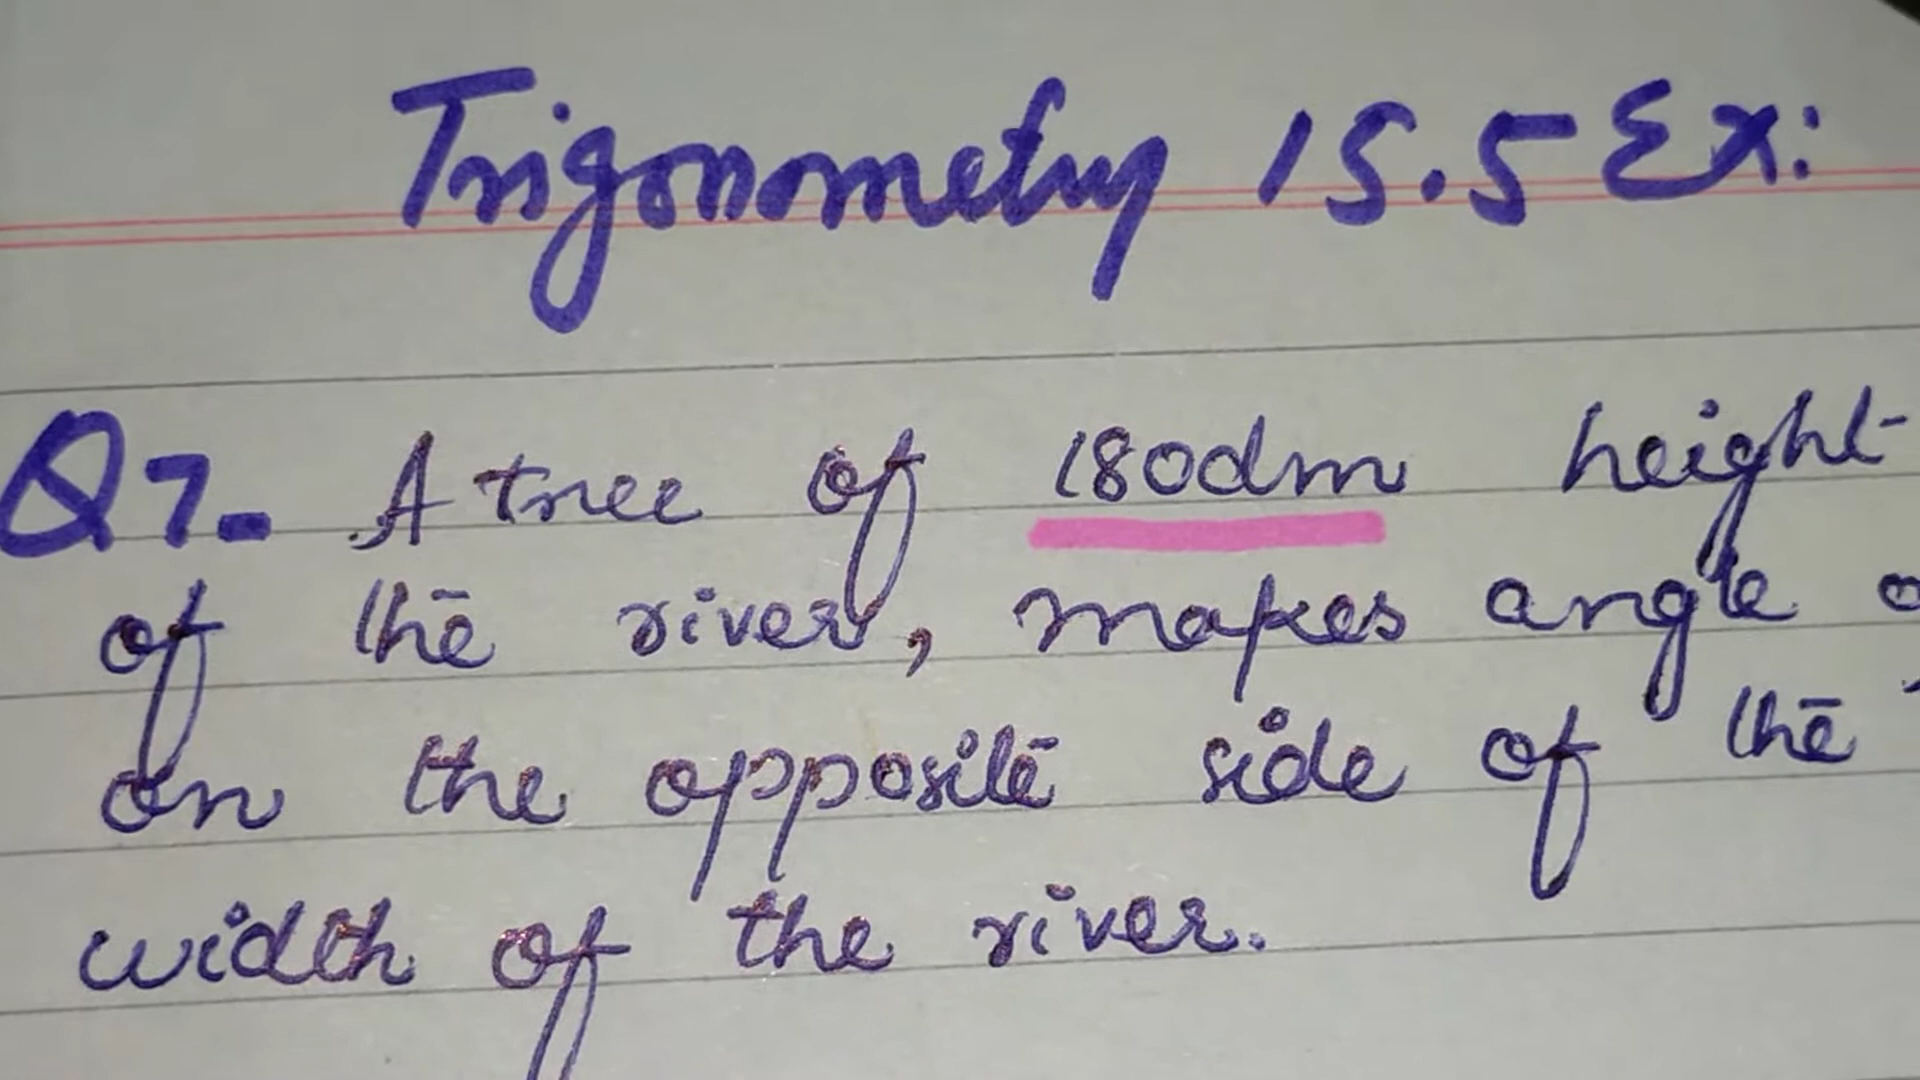 Trigonometry 15.5 Ex:
Q7- A tree of 180dm height
of the river, makes angle
on the opposite side of the
width of the river.